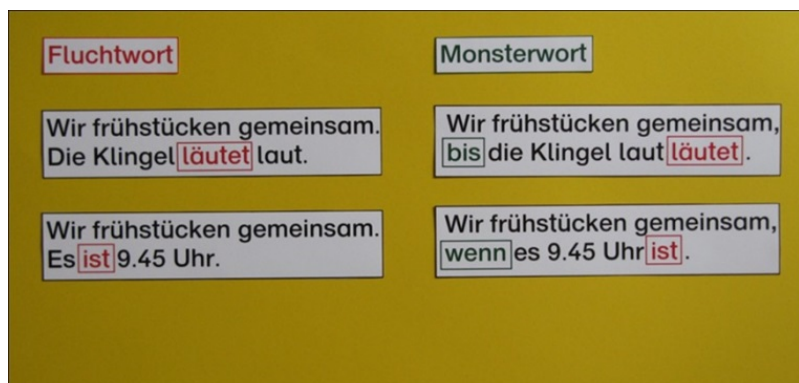 Fluchtwort
Wir frühstücken gemeinsam.
Die Klingel läutet laut.
Wir frühstücken gemeinsam.
Es ist 9.45 Uhr.
Monsterwort
Wir frühstücken gemeinsam,
bis die Klingel laut läutet.
Wir frühstücken gemeinsam,
wenn es 9.45 Uhr ist.